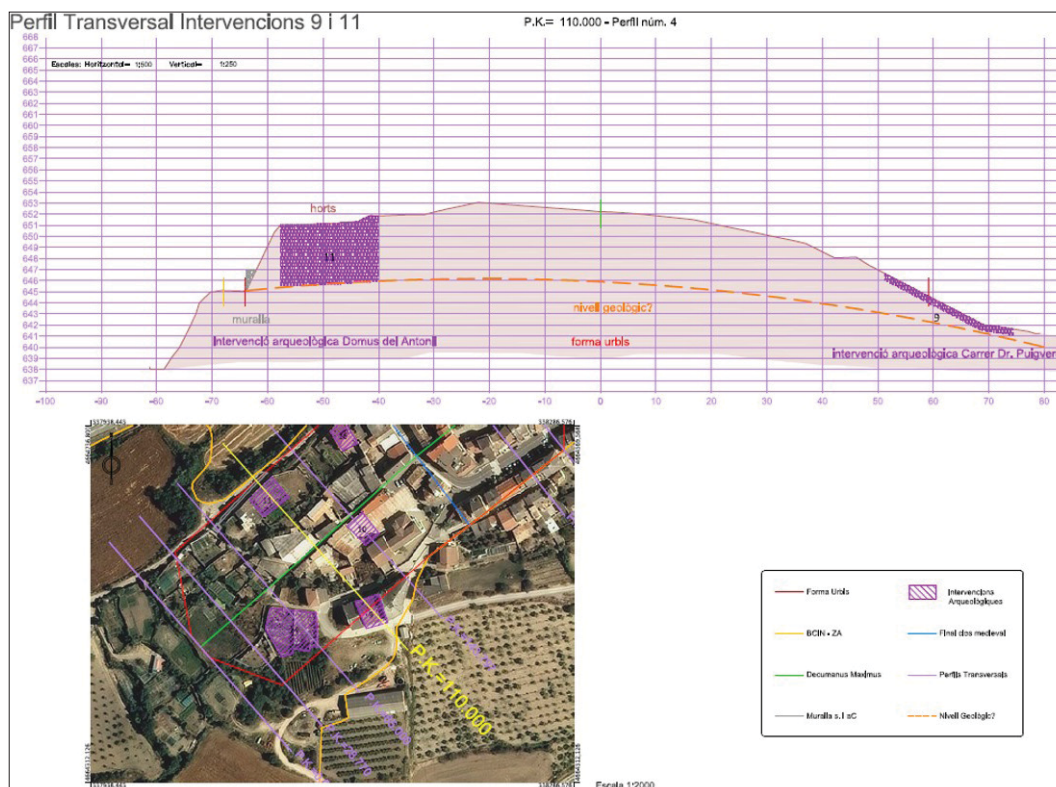 Perfil Transversal Intervencions 9 i 11
P.K.= 110.000 - Perfil núm. 4
Escales: Horitzontal= 1:500 Vertical= 1:250
668
667
666
665
664
663
662
661
660
659
658
657
656
655
654
653
652
651
650
649
648
647
646
645
644
643
642
641
640
639
638
637
horts
11
muralla
nivell geològic?
9
intervenció arqueològica Domus del Antoni
forma urbis
intervenció arqueològica Carrer Dr. Puigver
-100 -90 -80 -70 -60 -50 -40 -30 -20 -10 0 10 20 30 40 50 60 70 80
P.K.=110.000
Forma Urbis
Intervencions
Arqueològiques
BCIN - ZA
Final clos medieval
Decumanus Maximus
Perfils Transversals
Muralla s. I aC
Nivell Geològic?
Escala 1:2000